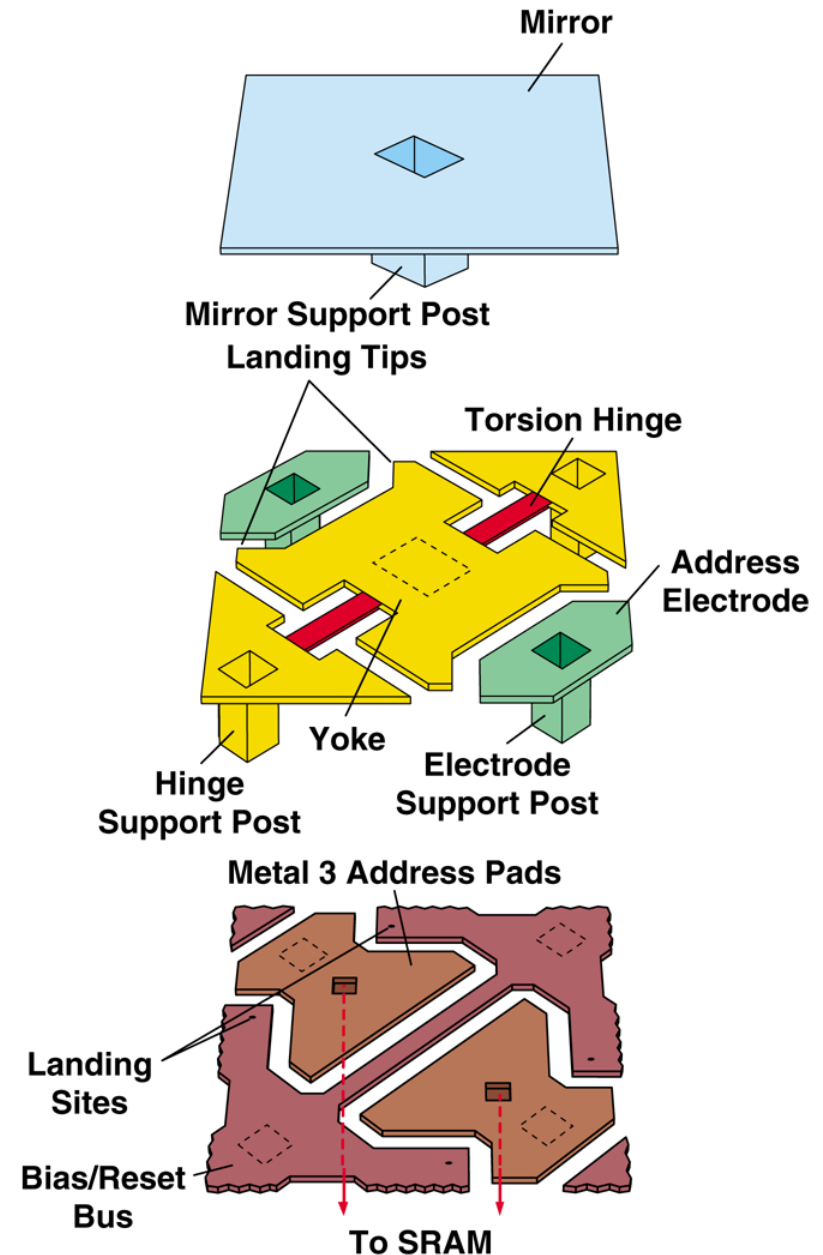 Mirror
Mirror Support Post
Landing Tips
Torsion Hinge
Address
Electrode
Yoke
Electrode
Support Post
Hinge
Support Post
Metal 3 Address Pads
Landing
Sites
Bias/Reset
Bus
To SRAM